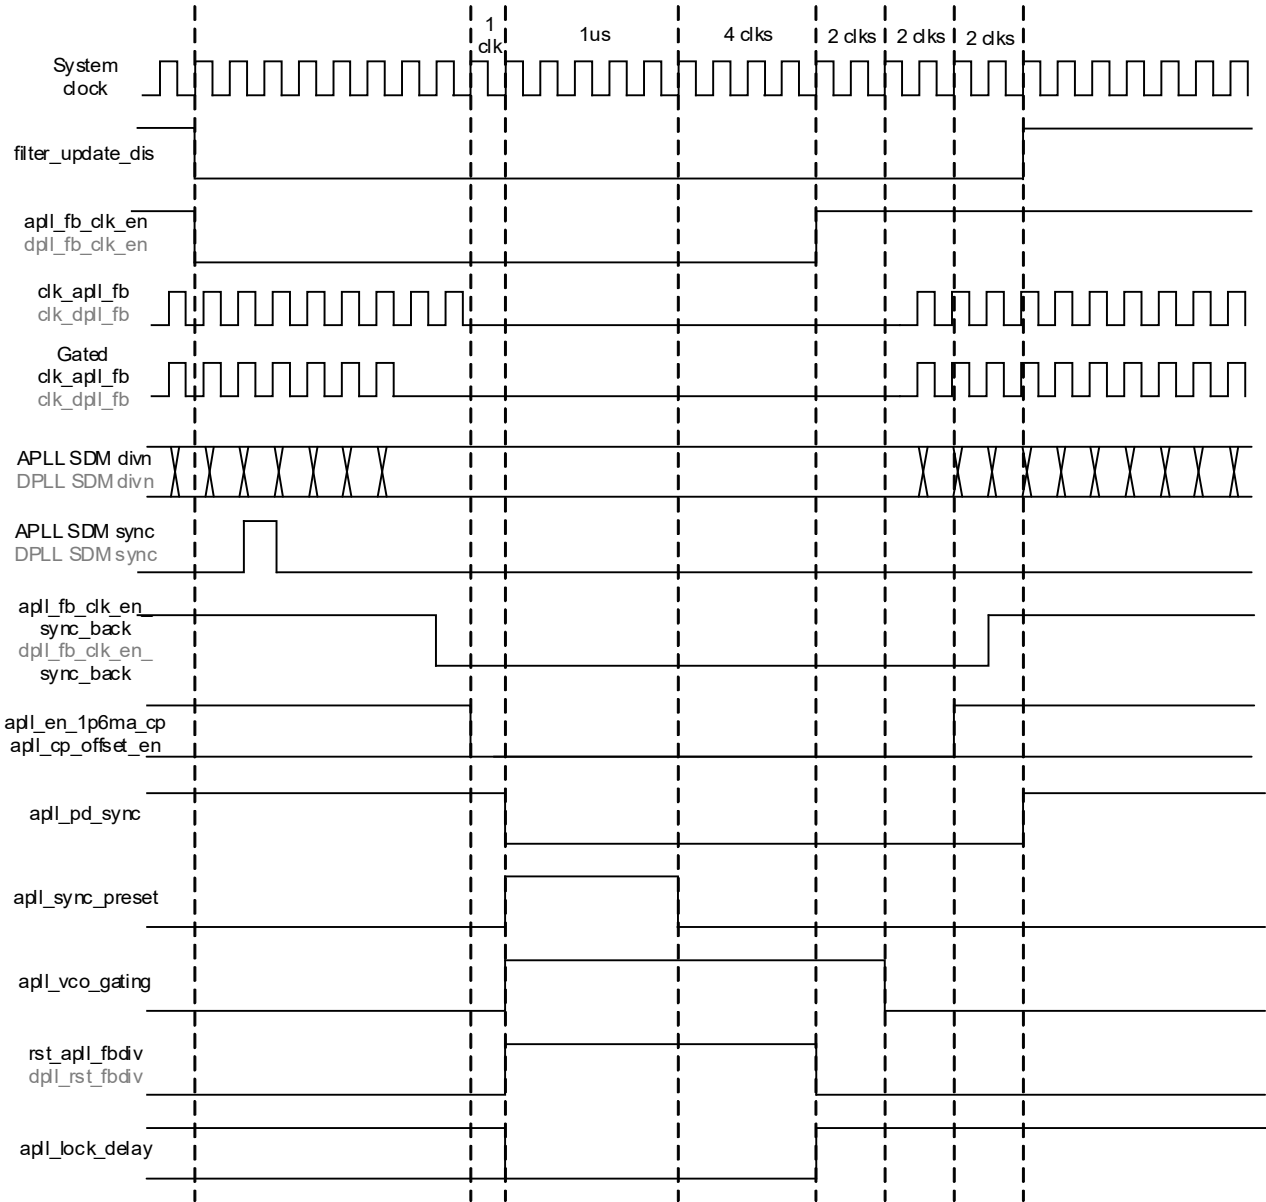 1
clk
1us
4 clks
2 clks
2 clks
2 clks
System
clock
filter_update_dis
apll_fb_clk_en
dpll_fb_clk_en
clk_apll_fb
clk_dpll_fb
Gated
clk_apll_fb
clk_dpll_fb
APLL SDM divn
DPLL SDM divn
APLL SDM sync
DPLL SDM sync
apll_fb_clk_en_
sync_back
dpll_fb_clk_en_
sync_back
apll_en_1p6ma_cp
apll_cp_offset_en
apll_pd_sync
apll_sync_preset
apll_vco_gating
rst_apll_fbdiv
dpll_rst_fbdiv
apll_lock_delay